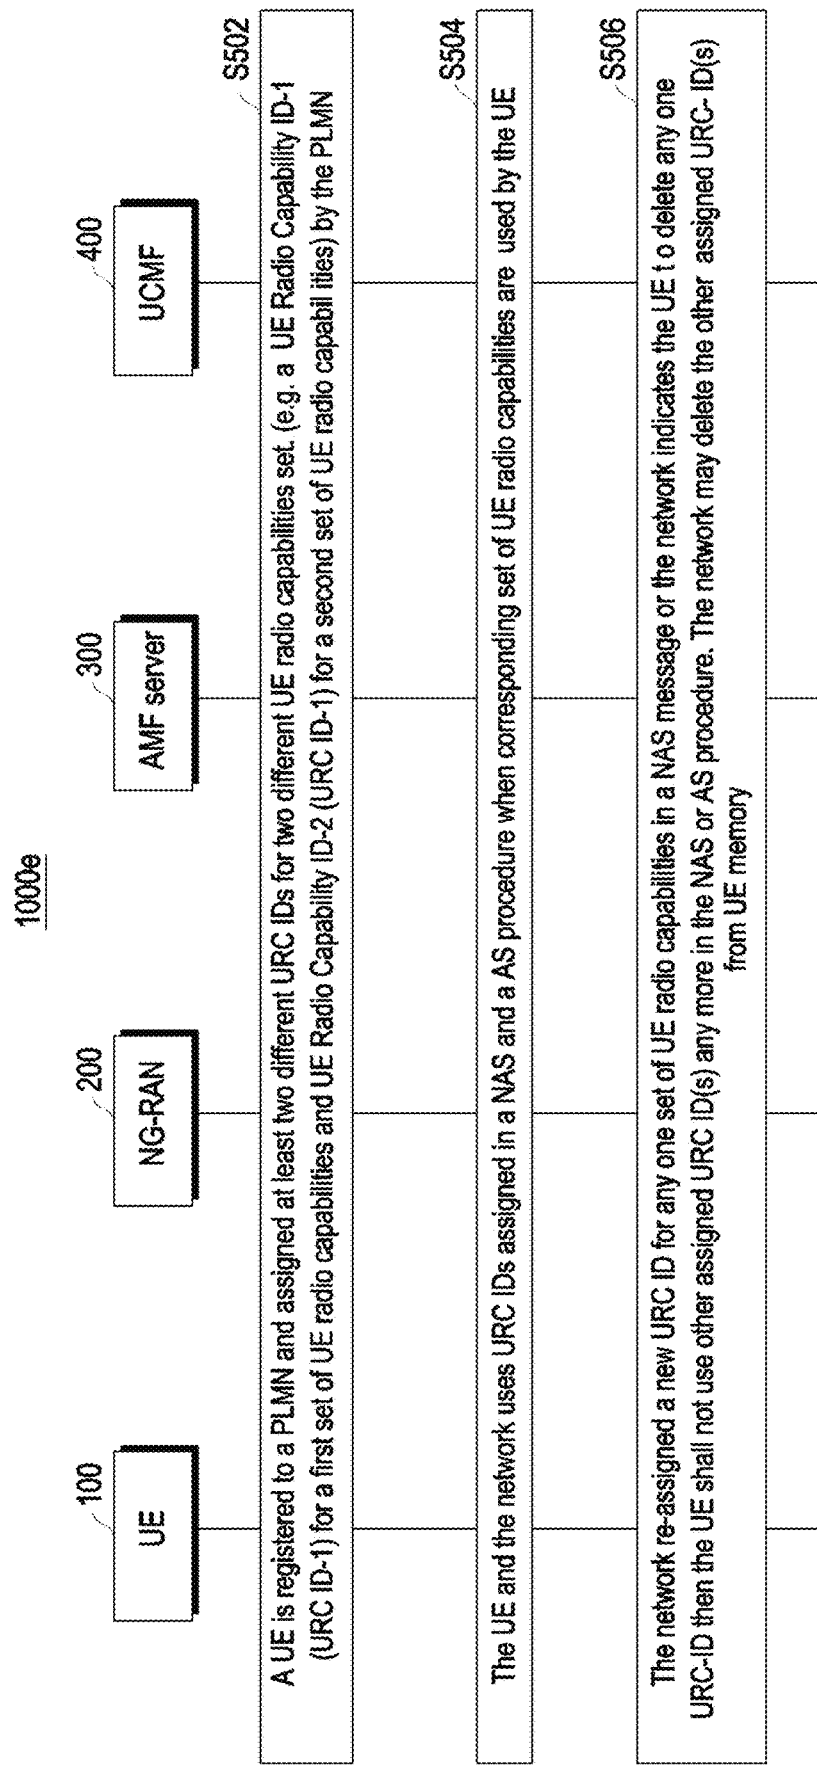 1000e
100
200
300
400
UE
NG-RAN
AMF server
UCMF
S502
A UE is registered to a PLMN and assigned at least two different URC IDs for two different UE radio capabilities set. (e.g. a UE Radio Capability ID-1
(URC ID-1) for a first set of UE radio capabilities and UE Radio Capability ID-2 (URC ID-1) for a second set of UE radio capabil ities) by the PLMN
S504
The UE and the network uses URC IDs assigned in a NAS and a AS procedure when corresponding set of UE radio capabilities are used by the UE
S506
The network re-assigned a new URC ID for any one set of UE radio capabilities in a NAS message or the network indicates the UE t o delete any one
URC-ID then the UE shall not use other assigned URC ID(s) any more in the NAS or AS procedure. The network may delete the other assigned URC- ID(s)
from UE memory